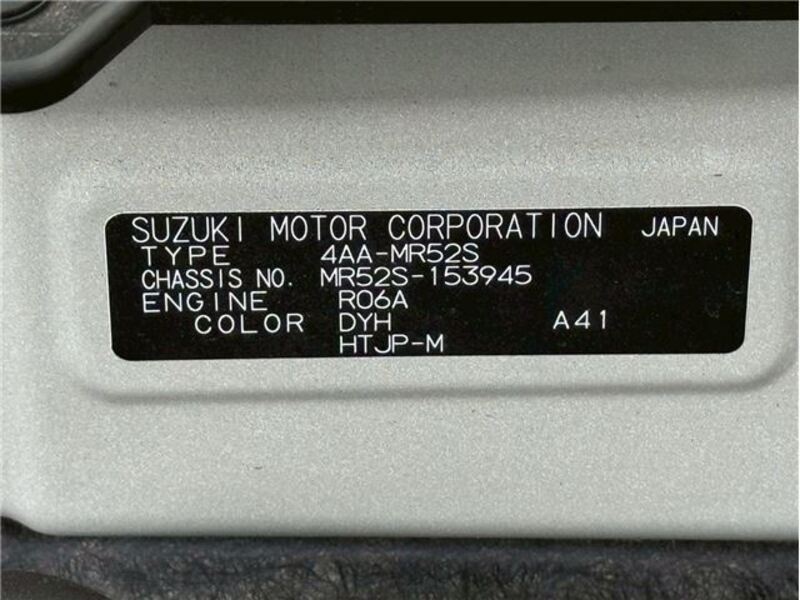 SUZUKI MOTOR CORPORATION JAPAN
TYPE 4AA-MR52S
CHASSIS NO. MR52S-153945
ENGINE R06A
COLOR DYH A41
HTJP-M